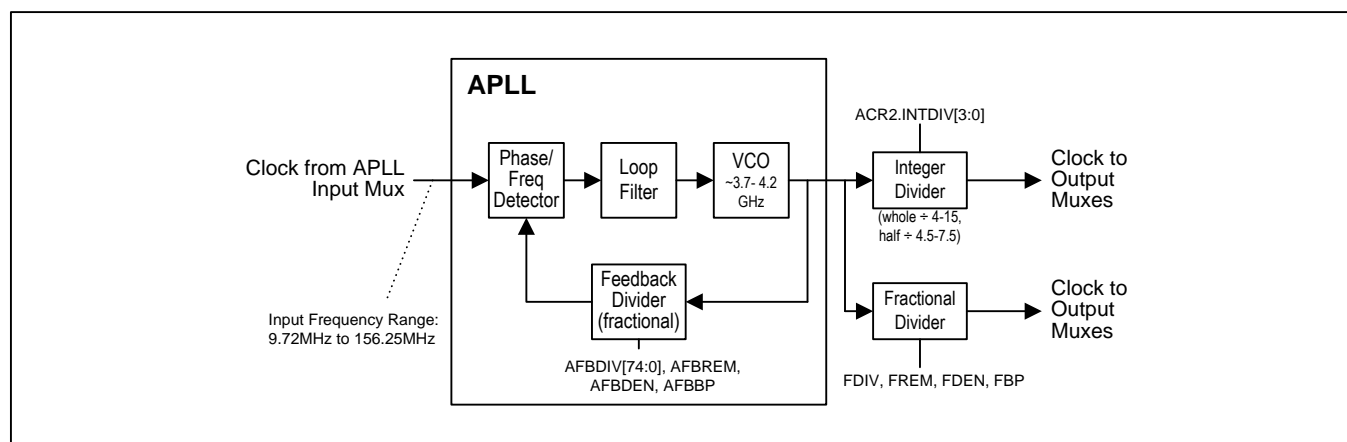 APLL
ACR2.INTDIV[3:0]
Clock from APLL
Input Mux
Phase/
Freq
Detector
Loop
Filter
VCO
~3.7- 4.2
GHz
Integer
Divider
(whole ÷ 4-15,
half ÷ 4.5-7.5)
Clock to
Output
Muxes
Feedback
Divider
(fractional)
Fractional
Divider
Clock to
Output
Muxes
Input Frequency Range:
9.72MHz to 156.25MHz
AFBDIV[74:0], AFBREM,
AFBDEN, AFBBP
FDIV, FREM, FDEN, FBP